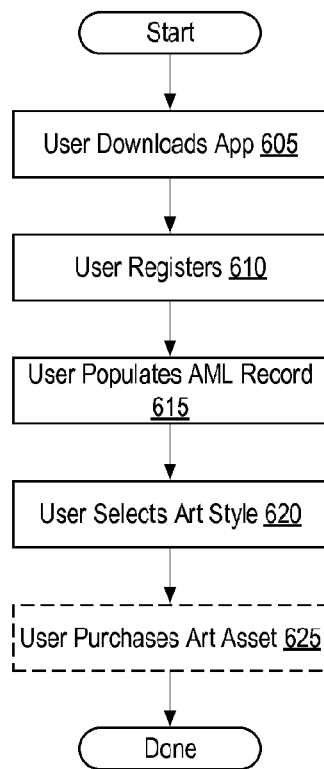 Start
User Downloads App 605
User Registers 610
User Populates AML Record
615
User Selects Art Style 620
User Purchases Art Asset 625
Done